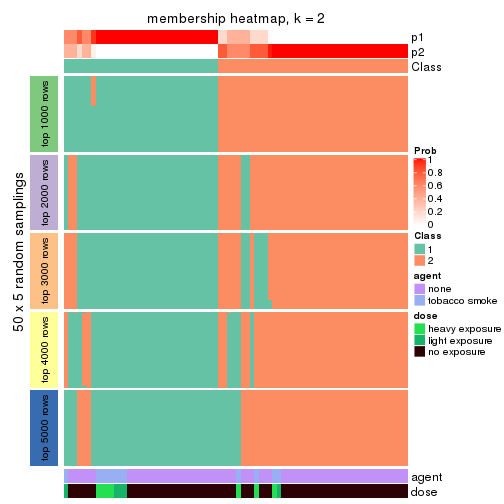 membership heatmap, k = 2
p1
p2
Class
50 x 5 random samplings
top 1000 rows
top 2000 rows
top 3000 rows
top 4000 rows
top 5000 rows
Prob
1
0.8
0.6
0.4
0.2
0
Class
1
2
agent
none
tobacco smoke
dose
heavy exposure
light exposure
no exposure
agent
dose